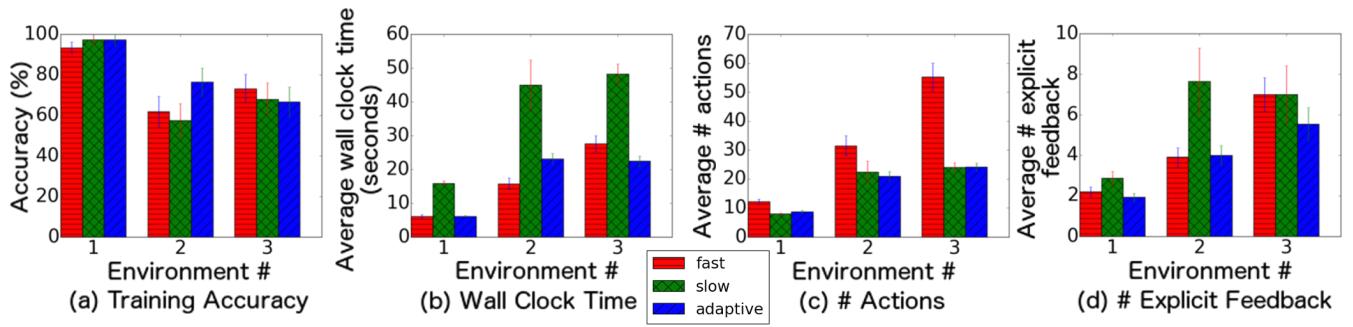 100
80
60
40
20
0
Accuracy (%)
1 2 3
Environment #
(a) Training Accuracy
60
50
40
30
20
10
0
Average wall clock time
(seconds)
1 2 3
Environment #
(b) Wall Clock Time
70
60
50
40
30
20
10
0
Average # actions
1 2 3
Environment #
(c) # Actions
10
8
6
4
2
0
Average # explicit
feedback
1 2 3
Environment #
(d) # Explicit Feedback
fast
slow
adaptive